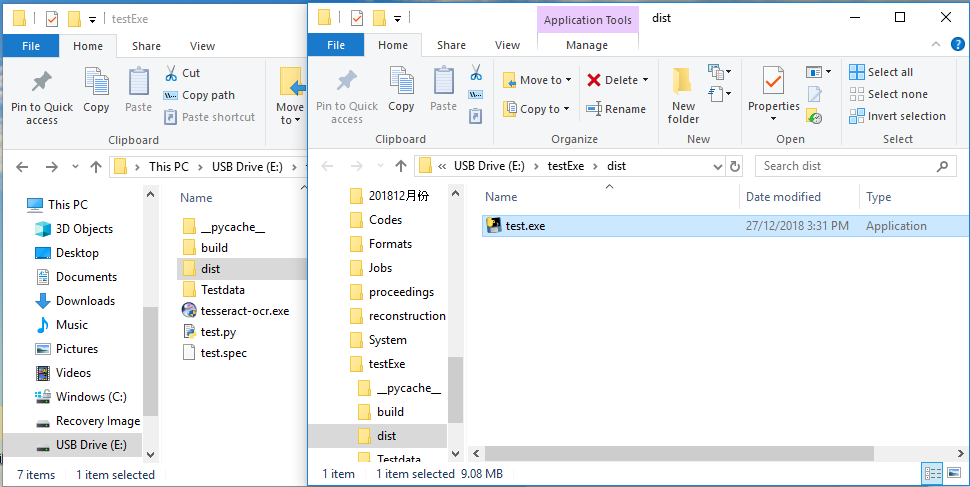 testExe
File Home Share View
Pin to Quick access
Copy
Paste
Cut
Copy path
Paste shortcut
Move to
Clipboard
This PC USB Drive (E:)
This PC
3D Objects
Desktop
Documents
Downloads
Music
Pictures
Videos
Windows (C:)
Recovery Image
USB Drive (E:)
Name
__pycache__
build
dist
Testdata
tesseract-ocr.exe
test.py
test.spec
7 items 1 item selected
Application Tools dist
File Home Share View Manage
Pin to Quick access
Copy
Paste
Clipboard
Move to
Copy to
Delete
Rename
Organize
New folder
New
Properties
Open
Select all
Select none
Invert selection
Select
« USB Drive (E:) testExe dist
Search dist
201812月份
Codes
Formats
Jobs
proceedings
reconstruction
System
testExe
__pycache__
build
dist
Testdata
Name Date modified Type
test.exe 27/12/2018 3:31 PM Application
1 item 1 item selected 9.08 MB